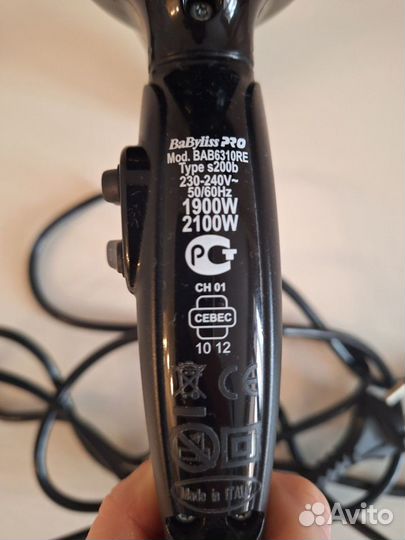 BaByliss PRO
Mod. BAB6310RE
Type s200b
230-240V~
50/60Hz
1900W
2100W
РСТ
CH 01
CEBEC
10 12
CE
Made in ITALY
Avito